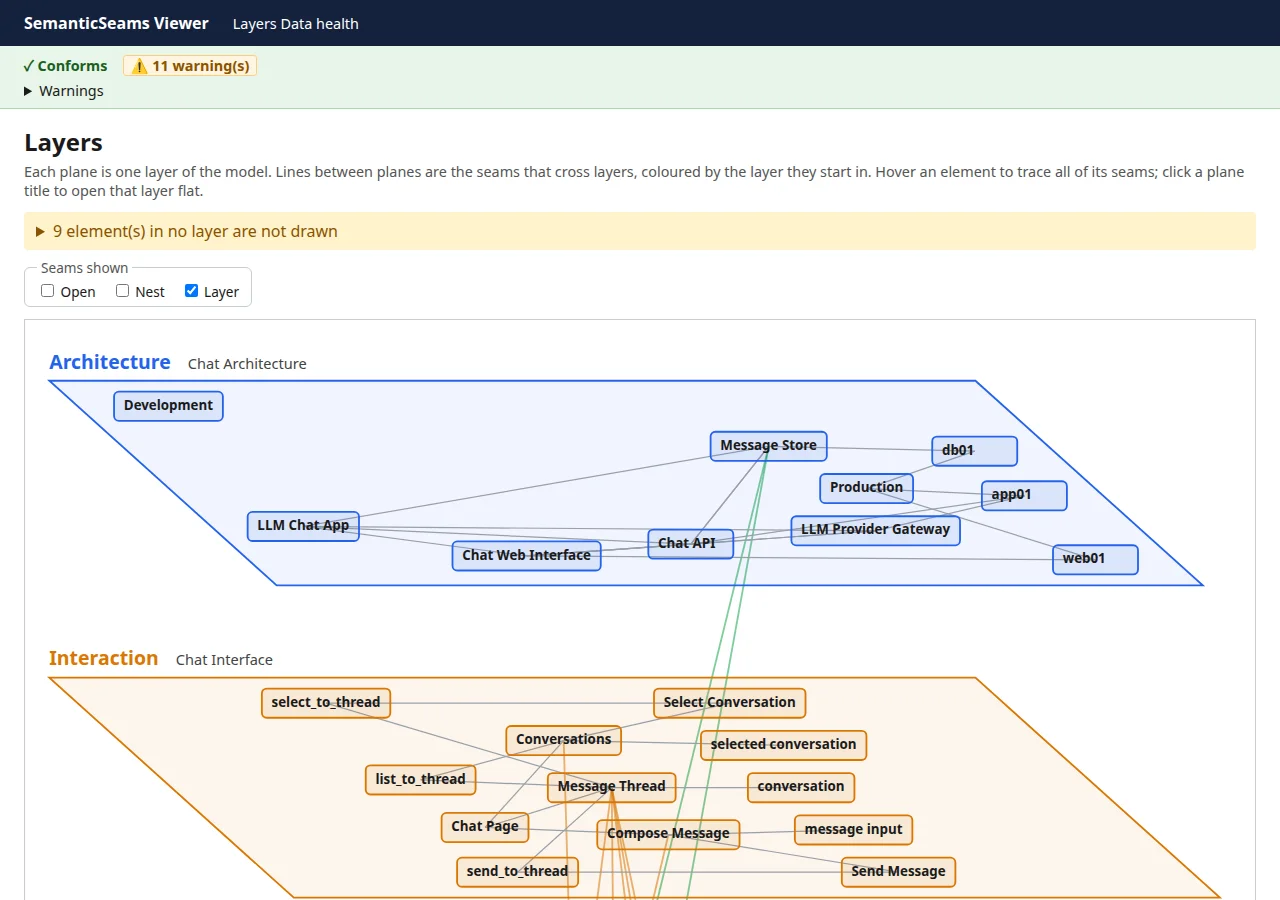 SemanticSeams Viewer Layers Data health
✓ Conforms ⚠️ 11 warning(s)
▶ Warnings
Layers
Each plane is one layer of the model. Lines between planes are the seams that cross layers, coloured by the layer they start in. Hover an element to trace all of its seams; click a plane
title to open that layer flat.
▶ 9 element(s) in no layer are not drawn
Seams shown
Open Nest Layer
Architecture Chat Architecture
Development
Message Store
db01
Production
app01
LLM Chat App
LLM Provider Gateway
Chat API
Chat Web Interface
web01
Interaction Chat Interface
select_to_thread
Select Conversation
Conversations
selected conversation
list_to_thread
Message Thread
conversation
Chat Page
Compose Message
message input
send_to_thread
Send Message